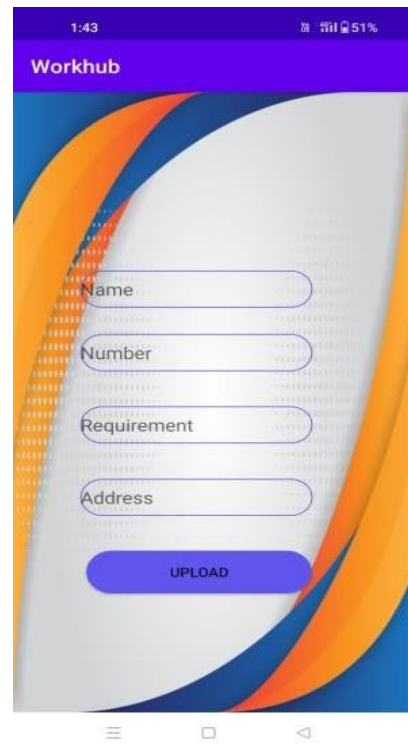 1:43 51%
Workhub
Name
Number
Requirement
Address
UPLOAD